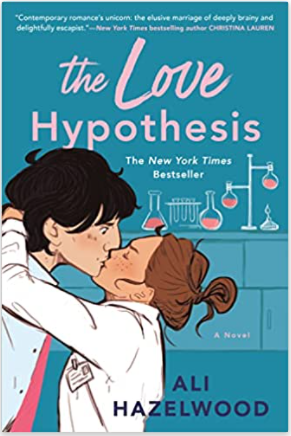 "Contemporary romance's unicorn: the elusive marriage of deeply brainy and
delightfully escapist."—New York Times bestselling author CHRISTINA LAUREN
the Love
Hypothesis
The New York Times
Bestseller
A Novel
ALI
HAZELWOOD